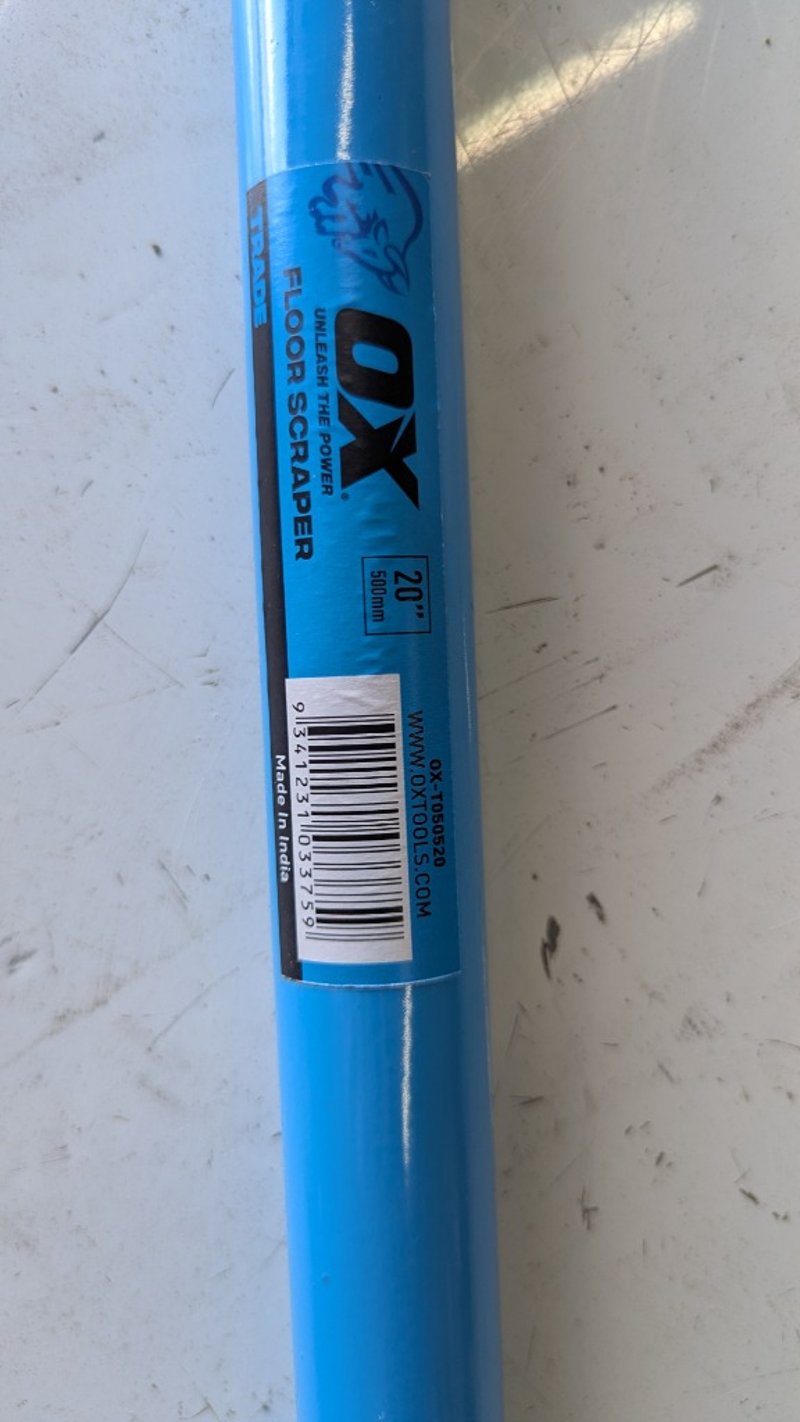 OX
®
UNLEASH THE POWER
FLOOR SCRAPER
TRADE
20”
500mm
OX-T050520
WWW.OXTOOLS.COM
9 341231 033759
Made In India